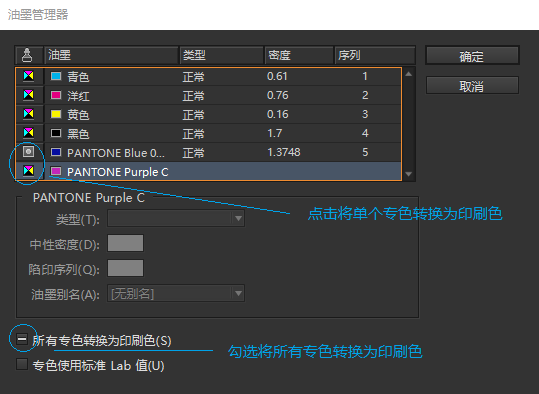 油墨管理器
油墨 类型 密度 序列
青色 正常 0.61 1
洋红 正常 0.76 2
黄色 正常 0.16 3
黑色 正常 1.7 4
PANTONE Blue 0... 正常 1.3748 5
PANTONE Purple C
确定
取消
PANTONE Purple C
类型(T):
中性密度(D):
陷印序列(Q):
油墨别名(A): [无别名]
点击将单个专色转换为印刷色
所有专色转换为印刷色(S)
勾选将所有专色转换为印刷色
专色使用标准 Lab 值(U)